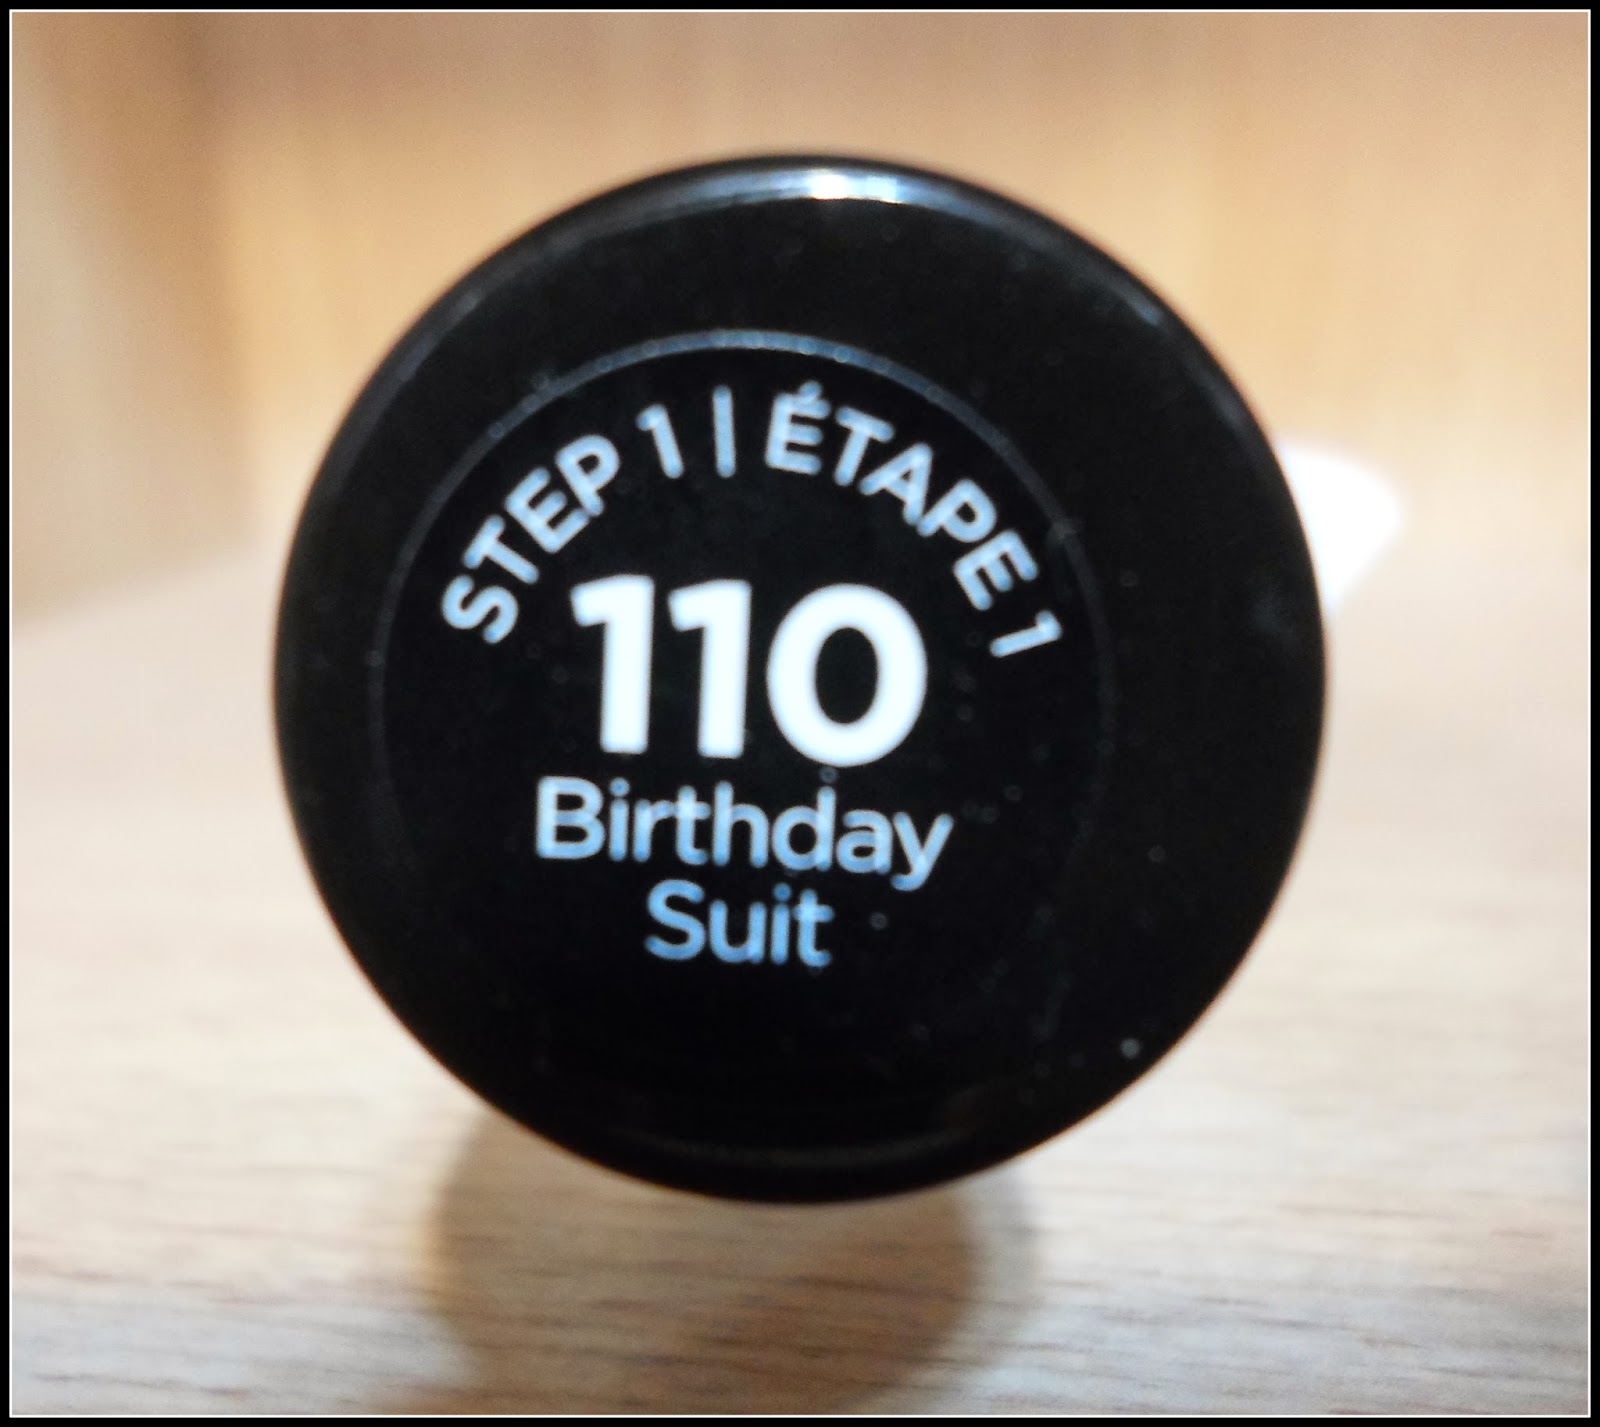 STEP 1 | ÉTAPE 1
110
Birthday
Suit